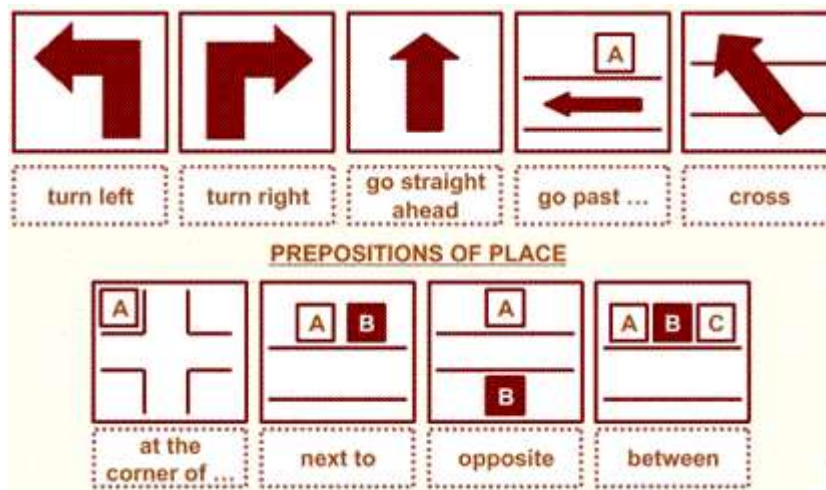 A
turn left
turn right
go straight
ahead
go past ...
cross
PREPOSITIONS OF PLACE
A
A B
A
B
A B C
at the
corner of ...
next to
opposite
between